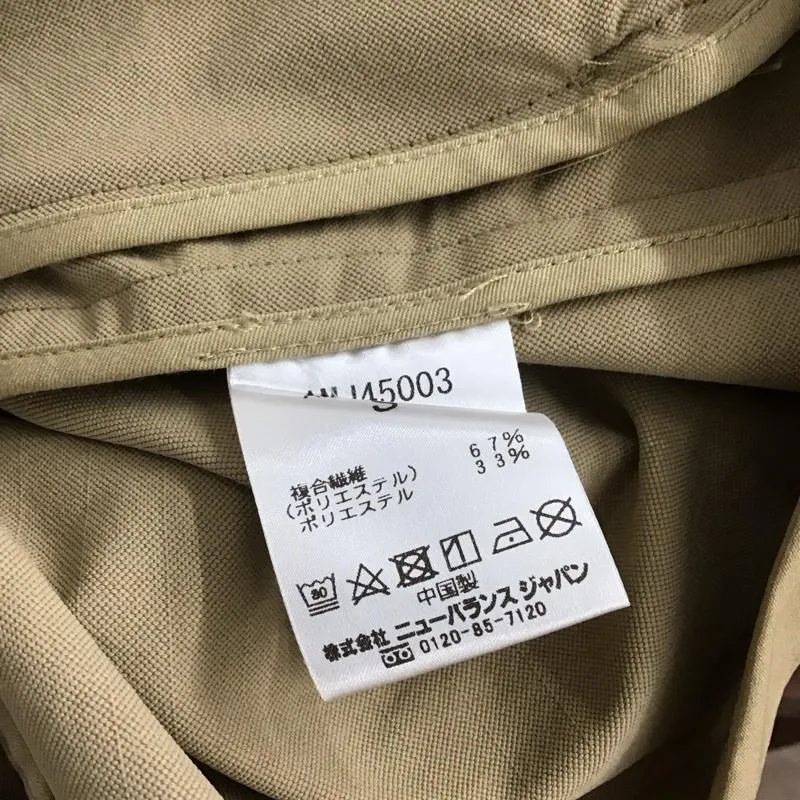 45003
複合繊維 67%
(ポリエステル) 33%
ポリエステル
30
中国製
株式会社 ニューバランス ジャパン
0120-85-7120